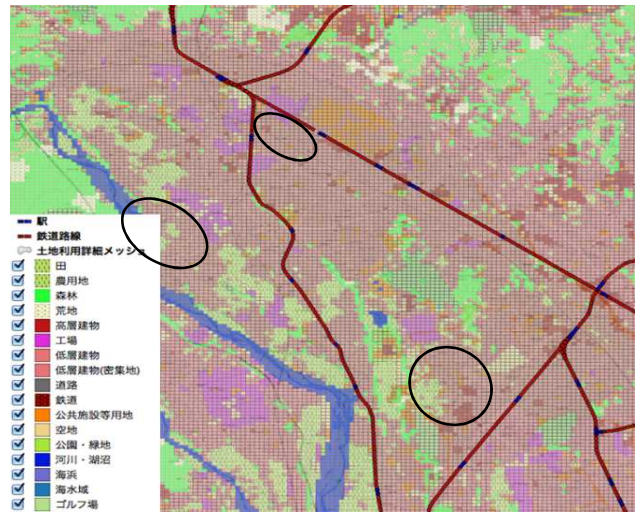 駅
鉄道路線
土地利用詳細メッシュ
田
農用地
森林
荒地
高層建物
工場
低層建物
低層建物(密集地)
道路
鉄道
公共施設等用地
空地
公園・緑地
河川・湖沼
海浜
海水域
ゴルフ場